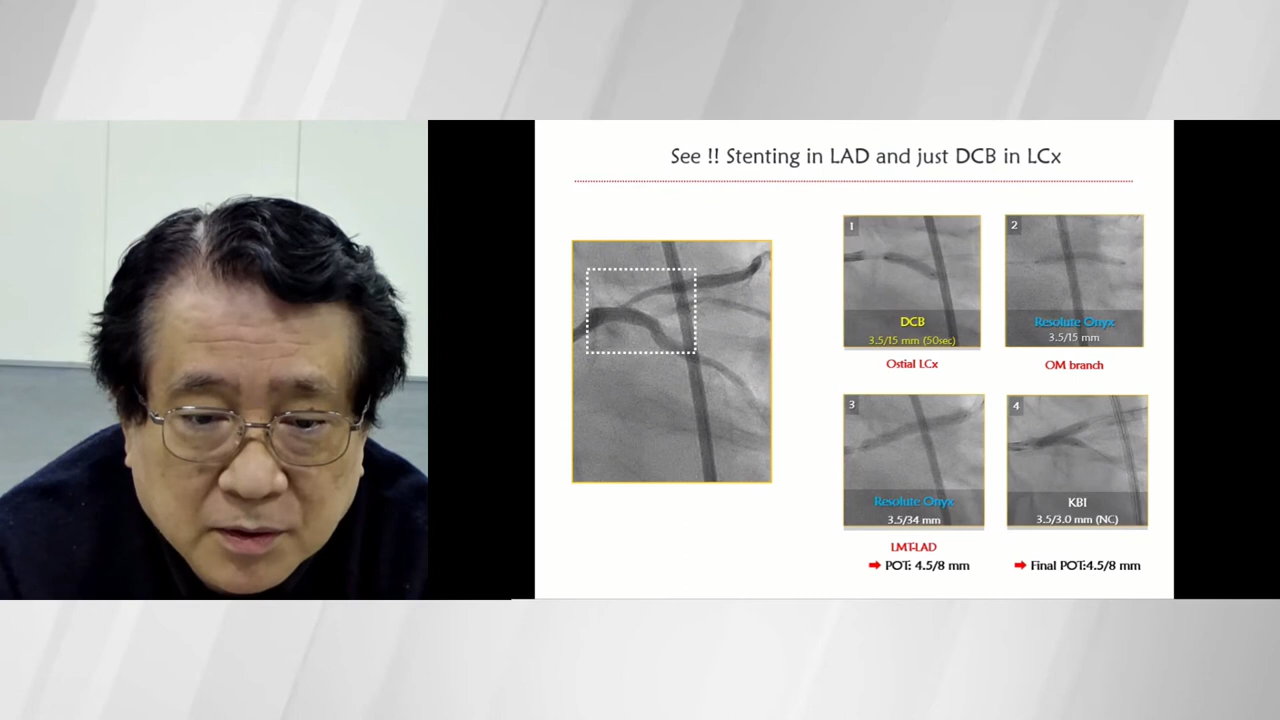 See !! Stenting in LAD and just DCB in LCx
1
DCB
3.5/15 mm (50sec)
Ostial LCx
2
Resolute Onyx
3.5/15 mm
OM branch
3
Resolute Onyx
3.5/34 mm
LMT-LAD
➡ POT: 4.5/8 mm
4
KBI
3.5/3.0 mm (NC)
➡ Final POT:4.5/8 mm